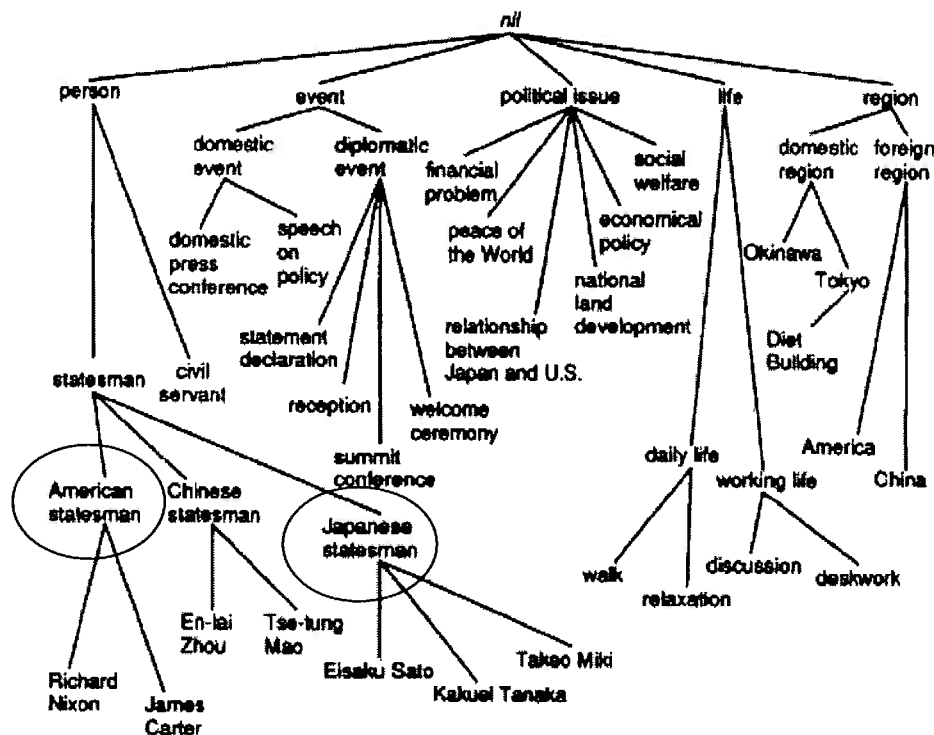 nil
person
event
political issue
life
region
domestic
event
diplomatic
event
financial
problem
social
welfare
domestic
region
foreign
region
domestic
press
conference
speech
on
policy
peace of
the World
economical
policy
Okinawa
Tokyo
national
land
development
statement
declaration
relationship
between
Japan and U.S.
Diet
Building
statesman
civil
servant
reception
welcome
ceremony
summit
conference
America
China
daily life
working life
American
statesman
Chinese
statesman
Japanese
statesman
walk
relaxation
discussion
deskwork
En-lai
Zhou
Tse-tung
Mao
Eisaku Sato
Kakuei Tanaka
Takeo Miki
Richard
Nixon
James
Carter